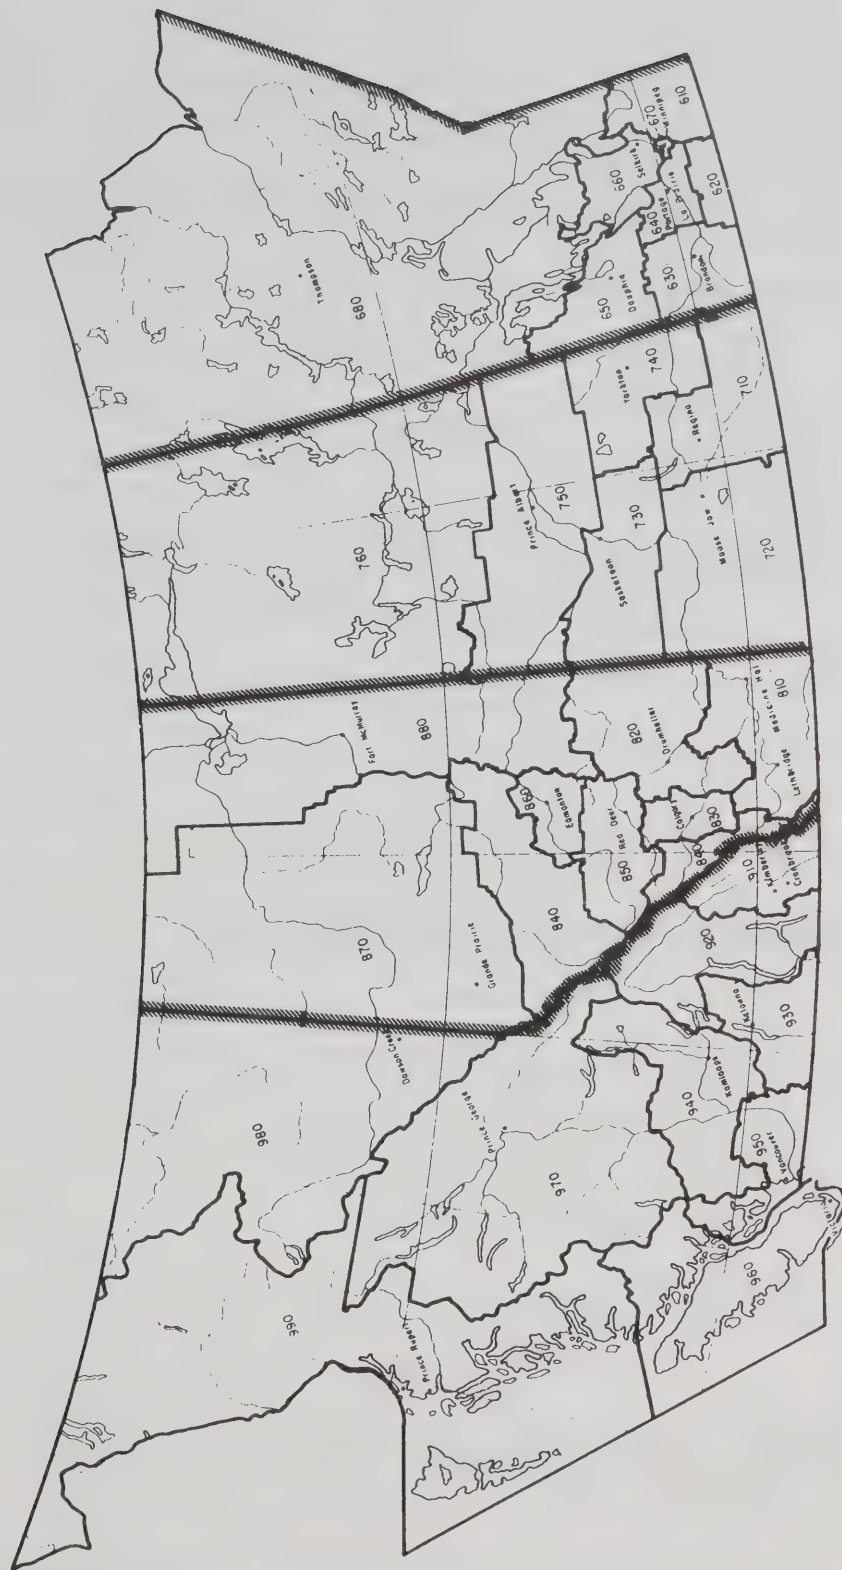 990
Prince Rupert
980
Dawson Creek
Prince George
970
960
Victoria
940
Kamloops
950
Vancouver
930
Kelowna
920
910
Kimberley
Cranbrook
870
Grande Prairie
840
850
Red Deer
860
Edmonton
840
Calgary
830
880
Fort McMurray
820
Drumheller
810
Medicine Hat
Lethbridge
760
750
Prince Albert
730
Saskatoon
720
Moose Jaw
740
Yorkton
710
Regina
680
Thompson
650
Dauphin
660
Selkirk
670
Winnipeg
640
Portage
La Prairie
630
Brandon
620
610